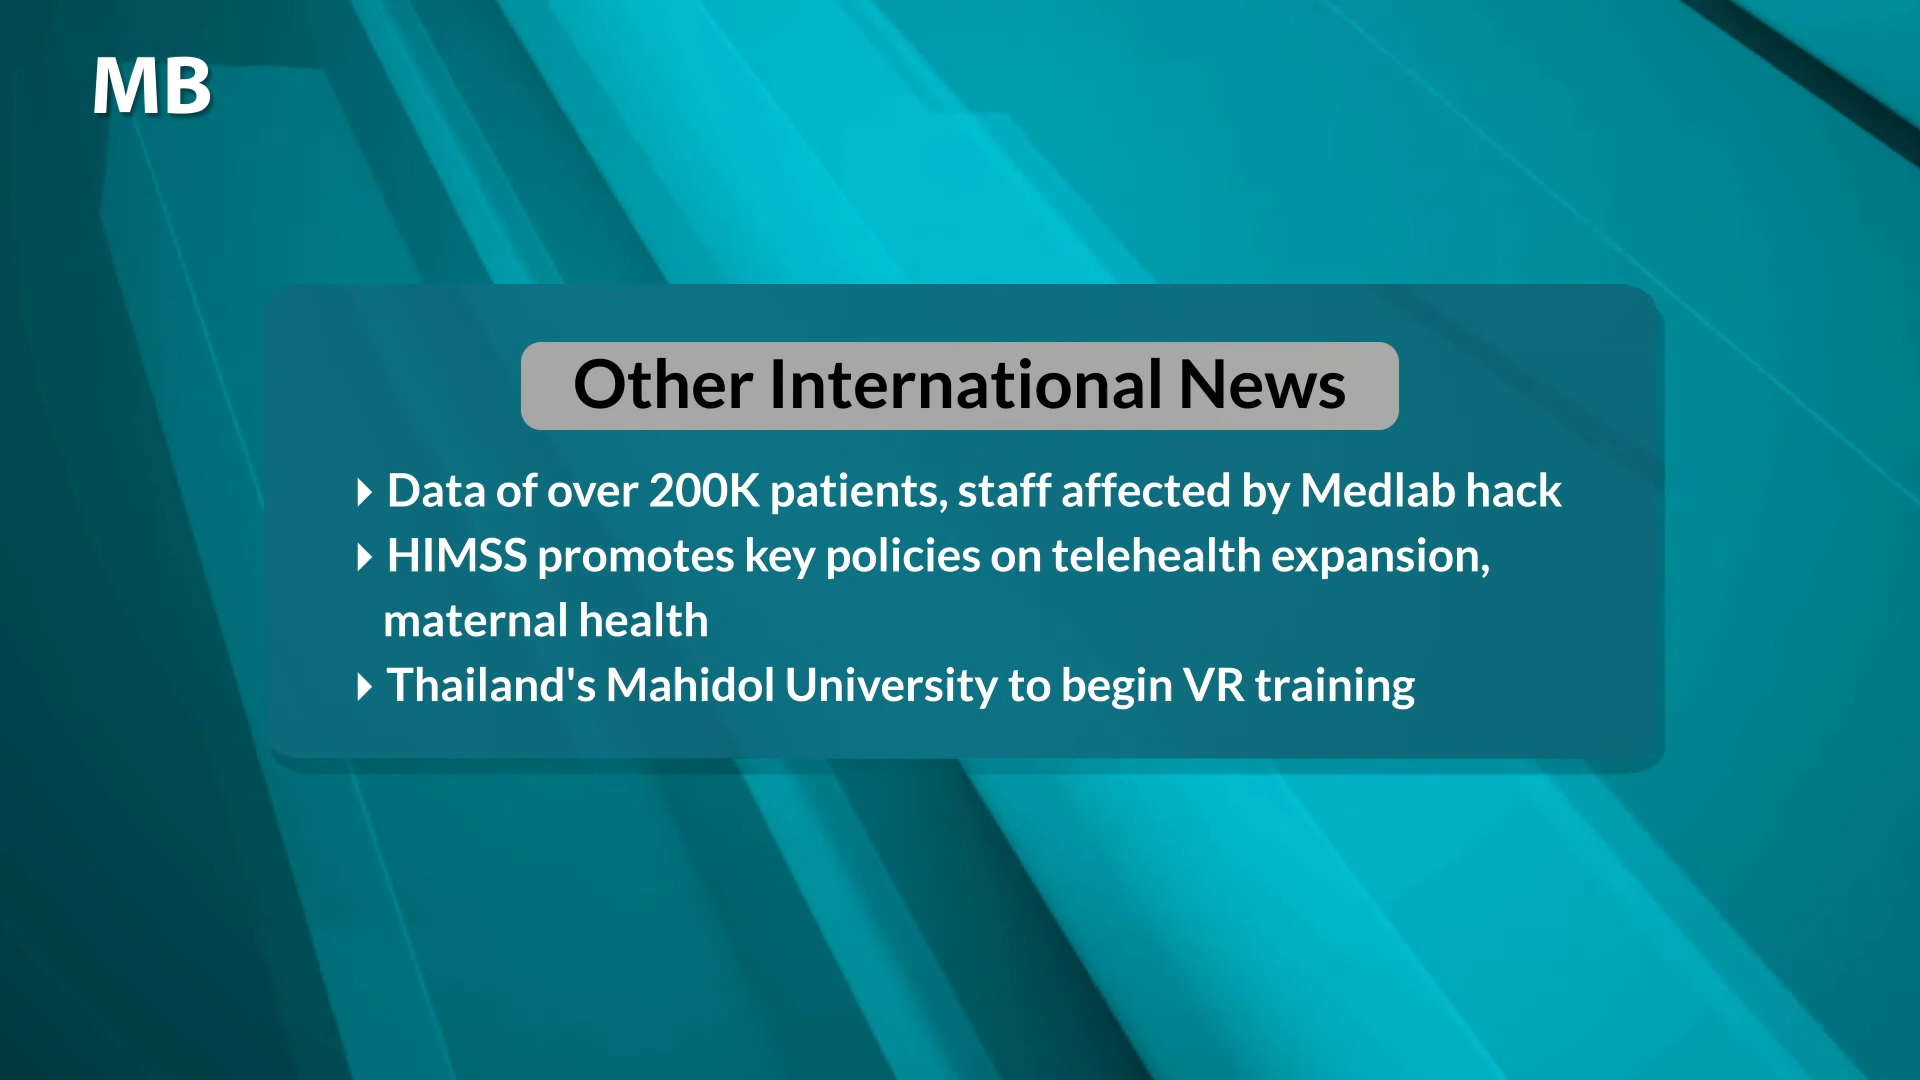 MB
Other International News
Data of over 200K patients, staff affected by Medlab hack
HIMSS promotes key policies on telehealth expansion,
maternal health
Thailand's Mahidol University to begin VR training